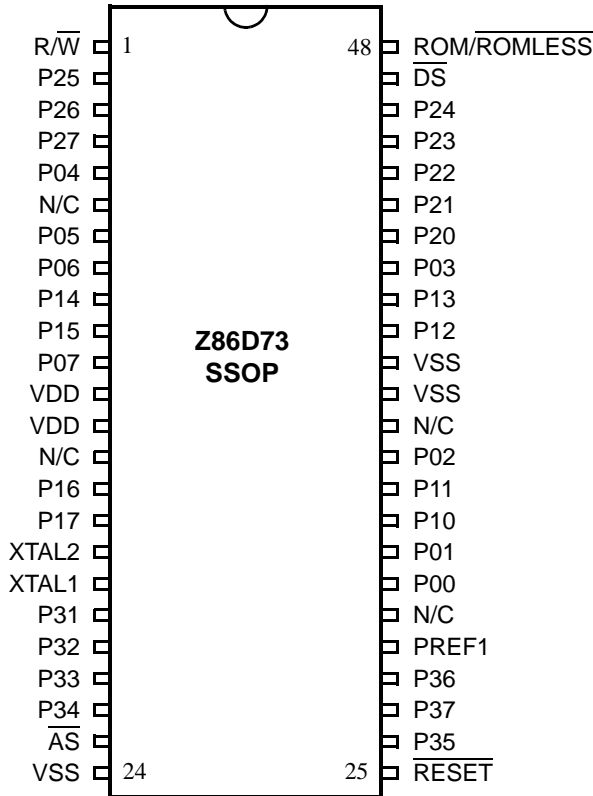 R/W 1 48 ROM/ROMLESS
P25 DS
P26 P24
P27 P23
P04 P22
N/C P21
P05 P20
P06 P03
P14 P13
P15 P12
Z86D73
SSOP
P07 VSS
VDD VSS
VDD N/C
N/C P02
P16 P11
P17 P10
XTAL2 P01
XTAL1 P00
P31 N/C
P32 PREF1
P33 P36
P34 P37
AS P35
VSS 24 25 RESET